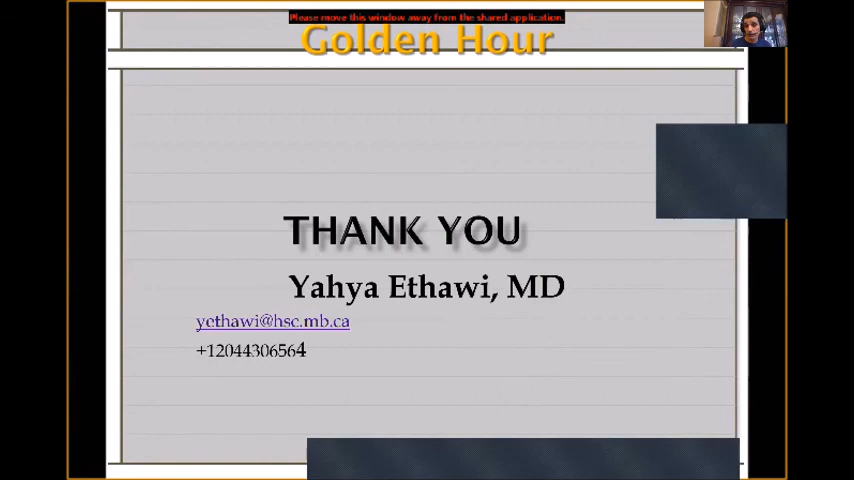 Please move this window away from the shared application.
Golden Hour
THANK YOU
Yahya Ethawi, MD
yethawi@hsc.mb.ca
+12044306564